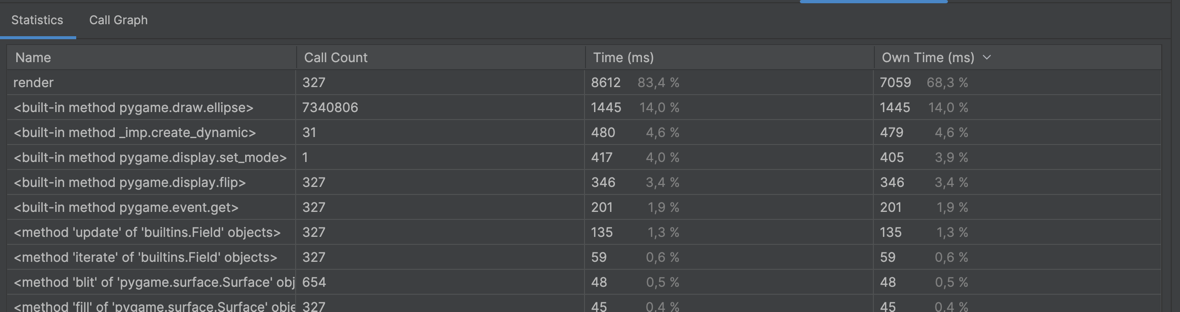 Statistics Call Graph
Name Call Count Time (ms) Own Time (ms)
render 327 8612 83,4 % 7059 68,3 %
<built-in method pygame.draw.ellipse> 7340806 1445 14,0 % 1445 14,0 %
<built-in method _imp.create_dynamic> 31 480 4,6 % 479 4,6 %
<built-in method pygame.display.set_mode> 1 417 4,0 % 405 3,9 %
<built-in method pygame.display.flip> 327 346 3,4 % 346 3,4 %
<built-in method pygame.event.get> 327 201 1,9 % 201 1,9 %
<method 'update' of 'builtins.Field' objects> 327 135 1,3 % 135 1,3 %
<method 'iterate' of 'builtins.Field' objects> 327 59 0,6 % 59 0,6 %
<method 'blit' of 'pygame.surface.Surface' obj 654 48 0,5 % 48 0,5 %
<method 'fill' of 'pygame.surface.Surface' obje 327 45 0,4 % 45 0,4 %